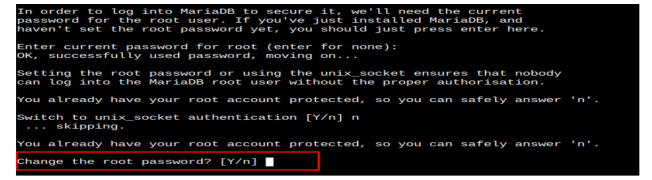 In order to log into MariaDB to secure it, we'll need the current
password for the root user. If you've just installed MariaDB, and
haven't set the root password yet, you should just press enter here.
Enter current password for root (enter for none):
OK, successfully used password, moving on...
Setting the root password or using the unix_socket ensures that nobody
can log into the MariaDB root user without the proper authorisation.
You already have your root account protected, so you can safely answer 'n'.
Switch to unix_socket authentication [Y/n] n
... skipping.
You already have your root account protected, so you can safely answer 'n'.
Change the root password? [Y/n]